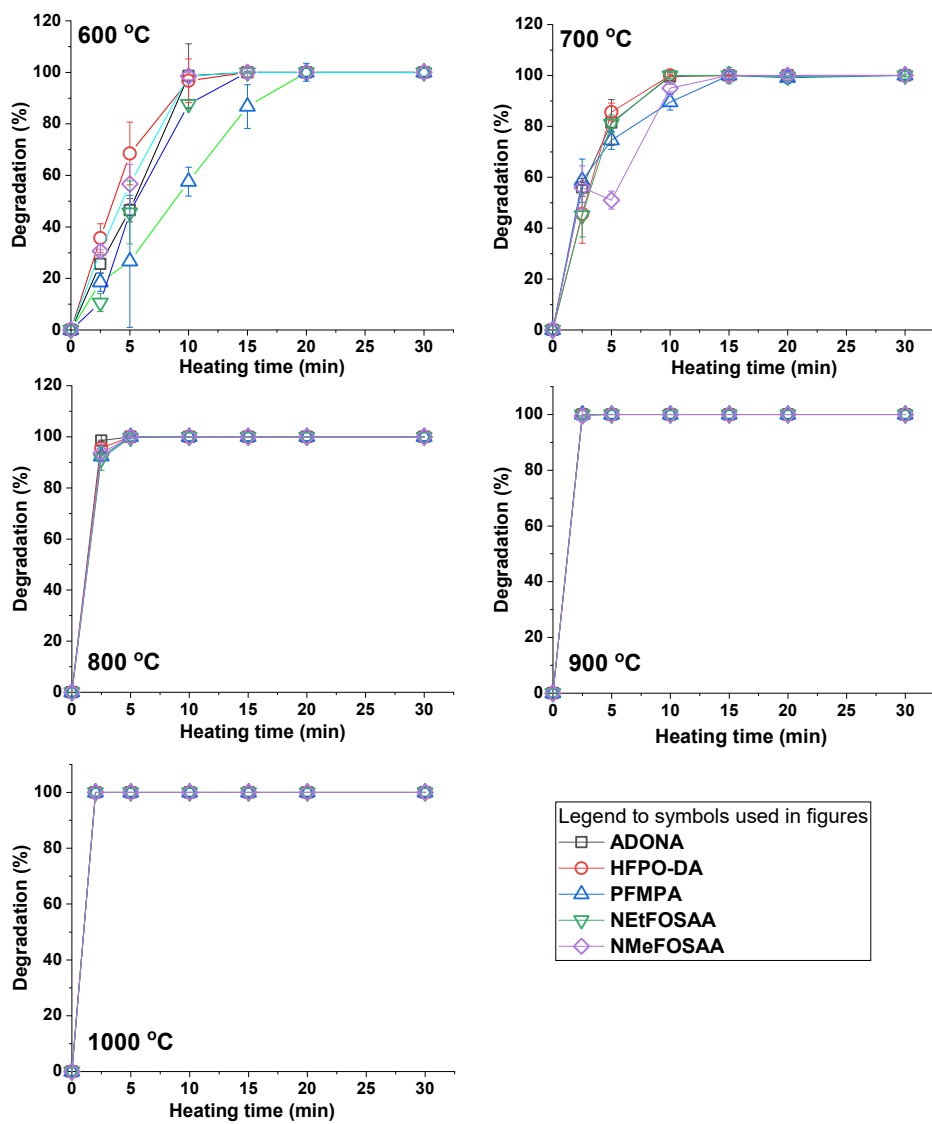 600 °C
120
100
80
60
40
20
0
Degradation (%)
0 5 10 15 20 25 30
Heating time (min)
700 °C
120
100
80
60
40
20
0
Degradation (%)
0 5 10 15 20 25 30
Heating time (min)
800 °C
120
100
80
60
40
20
0
Degradation (%)
0 5 10 15 20 25 30
Heating time (min)
900 °C
100
80
60
40
20
0
Degradation (%)
0 5 10 15 20 25 30
Heating time (min)
1000 °C
100
80
60
40
20
0
Degradation (%)
0 5 10 15 20 25 30
Heating time (min)
Legend to symbols used in figures
ADONA
HFPO-DA
PFMPA
NEtFOSAA
NMeFOSAA